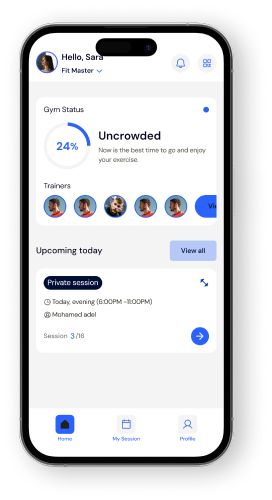 Hello, Sara
Fit Master
Gym Status
24%
Uncrowded
Now is the best time to go and enjoy
your exercise.
Trainers
Upcoming today
View all
Private session
Today, evening (6:00PM -11:00PM)
Mohamed adel
Session 3/16
Home
My Session
Profile